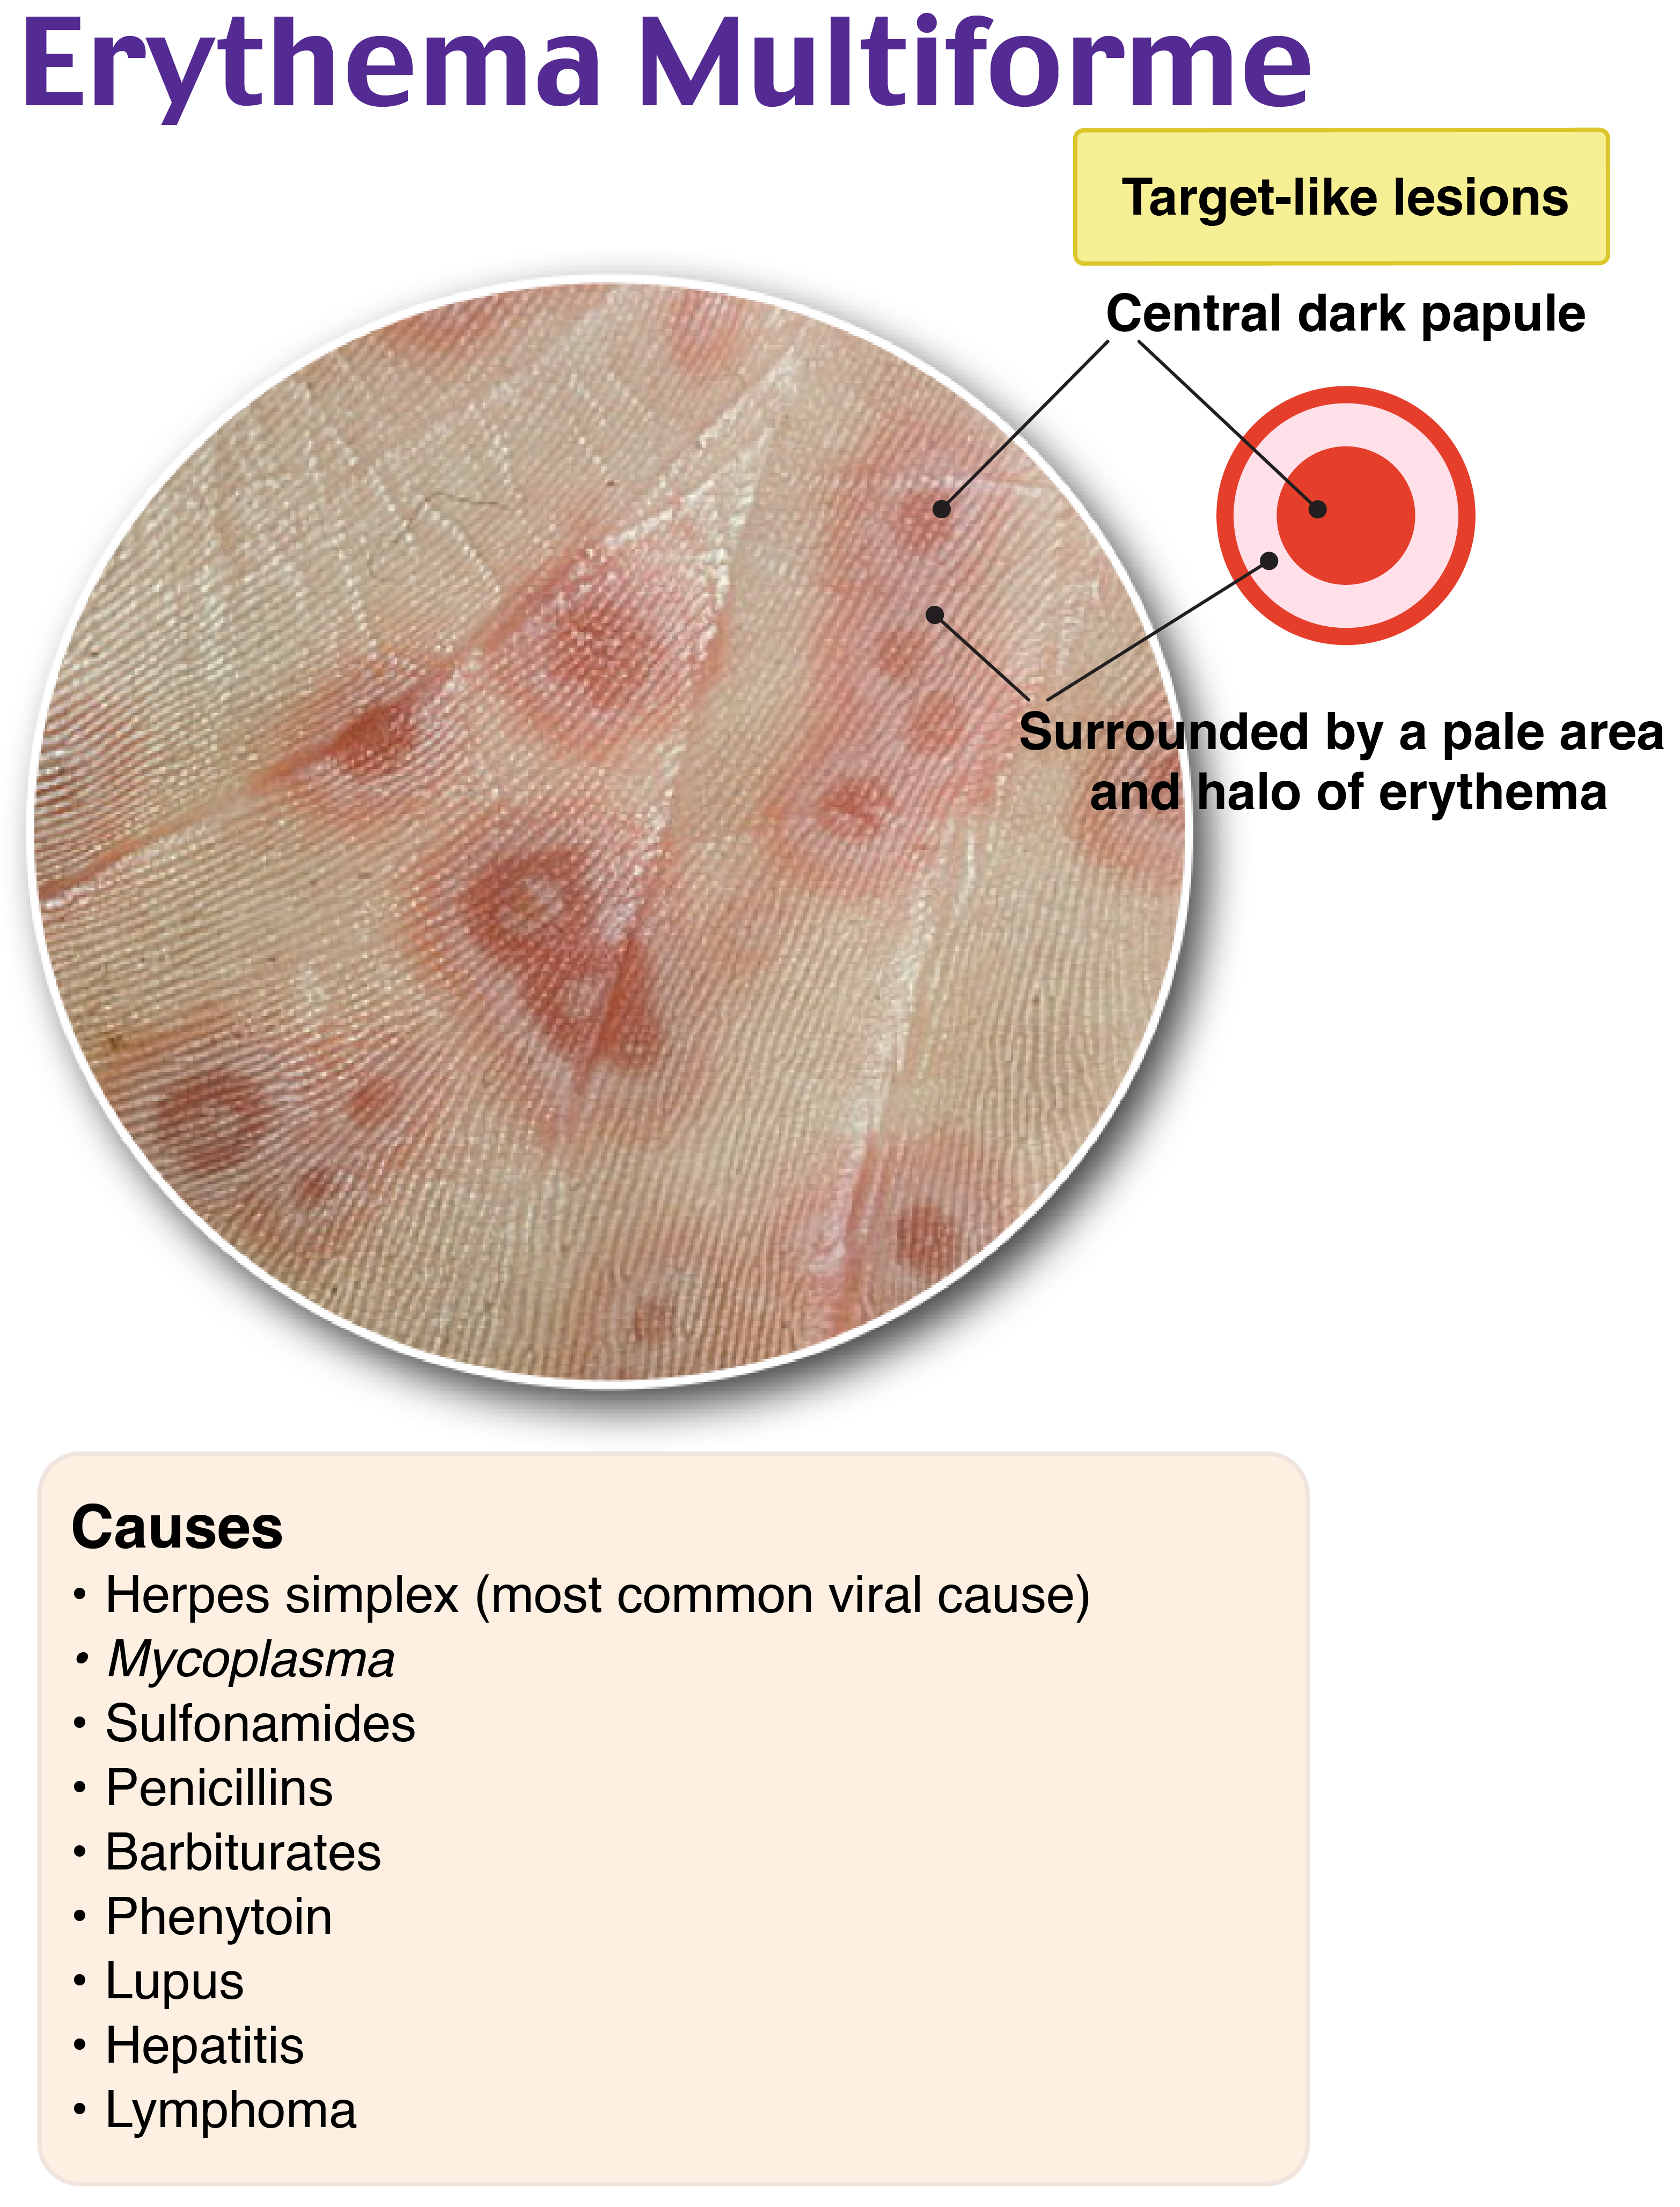 Erythema Multiforme
Target-like lesions
Central dark papule
Surrounded by a pale area
and halo of erythema
Causes
• Herpes simplex (most common viral cause)
• Mycoplasma
• Sulfonamides
• Penicillins
• Barbiturates
• Phenytoin
• Lupus
• Hepatitis
• Lymphoma